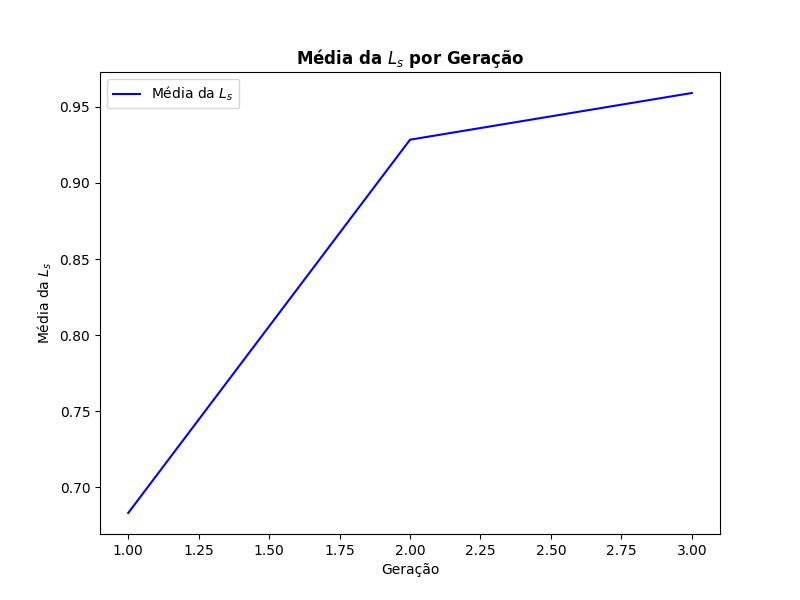 Média da $L_s$ por Geração
Média da $L_s$
Média da $L_s$
0.95
0.90
0.85
0.80
0.75
0.70
1.00 1.25 1.50 1.75 2.00 2.25 2.50 2.75 3.00
Geração